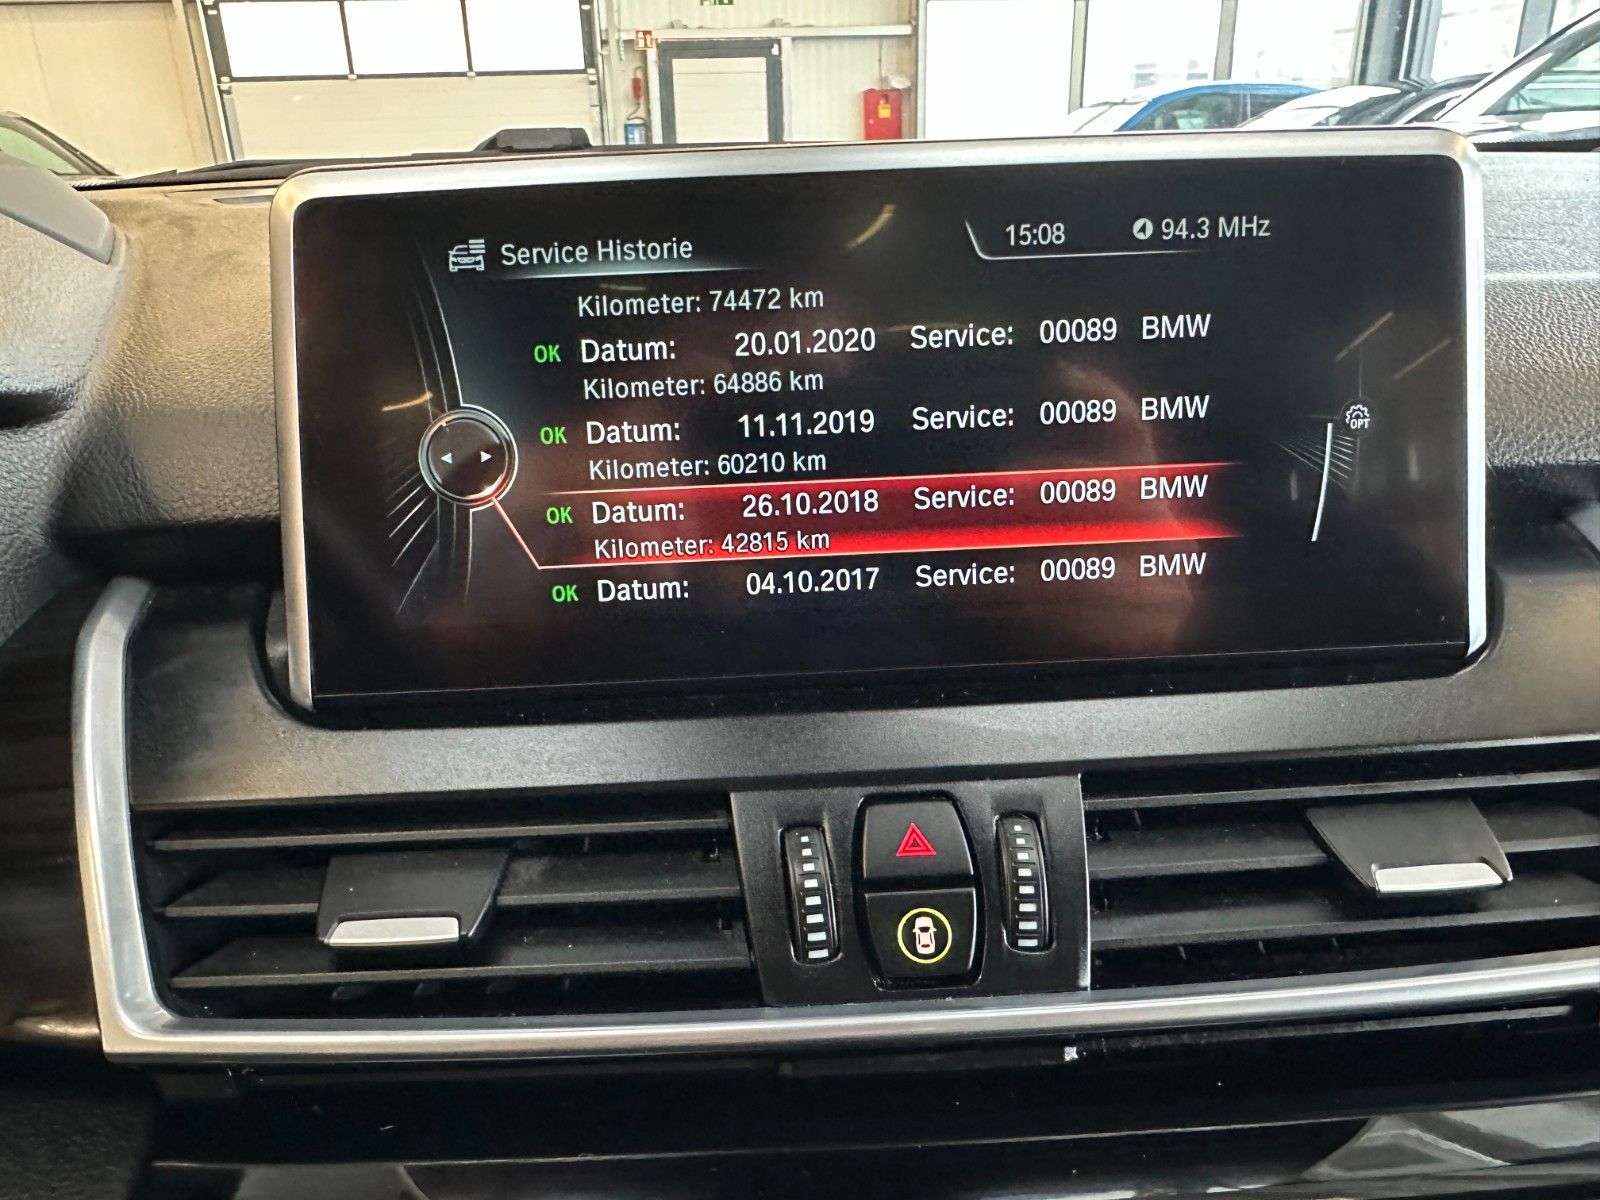 Service Historie
15:08 94.3 MHz
Kilometer: 74472 km
OK Datum: 20.01.2020 Service: 00089 BMW
Kilometer: 64886 km
OK Datum: 11.11.2019 Service: 00089 BMW
Kilometer: 60210 km
OK Datum: 26.10.2018 Service: 00089 BMW
Kilometer: 42815 km
OK Datum: 04.10.2017 Service: 00089 BMW
OPT